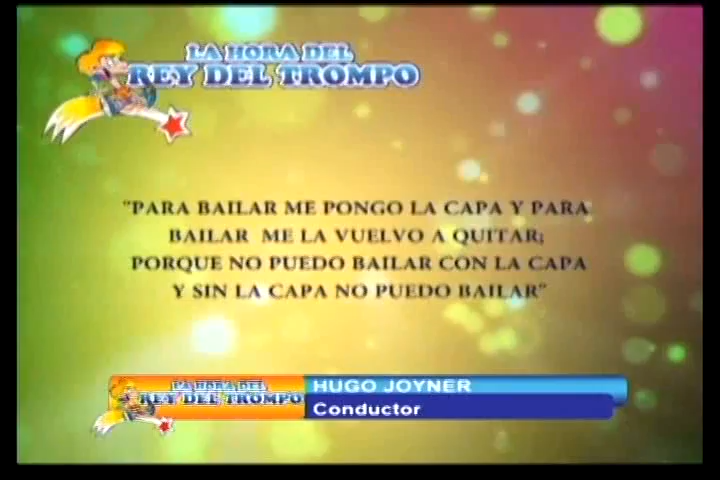 LA HORA DEL
REY DEL TROMPO
"PARA BAILAR ME PONGO LA CAPA Y PARA
BAILAR ME LA VUELVO A QUITAR;
PORQUE NO PUEDO BAILAR CON LA CAPA
Y SIN LA CAPA NO PUEDO BAILAR"
LA HORA DEL
REY DEL TROMPO
HUGO JOYNER
Conductor